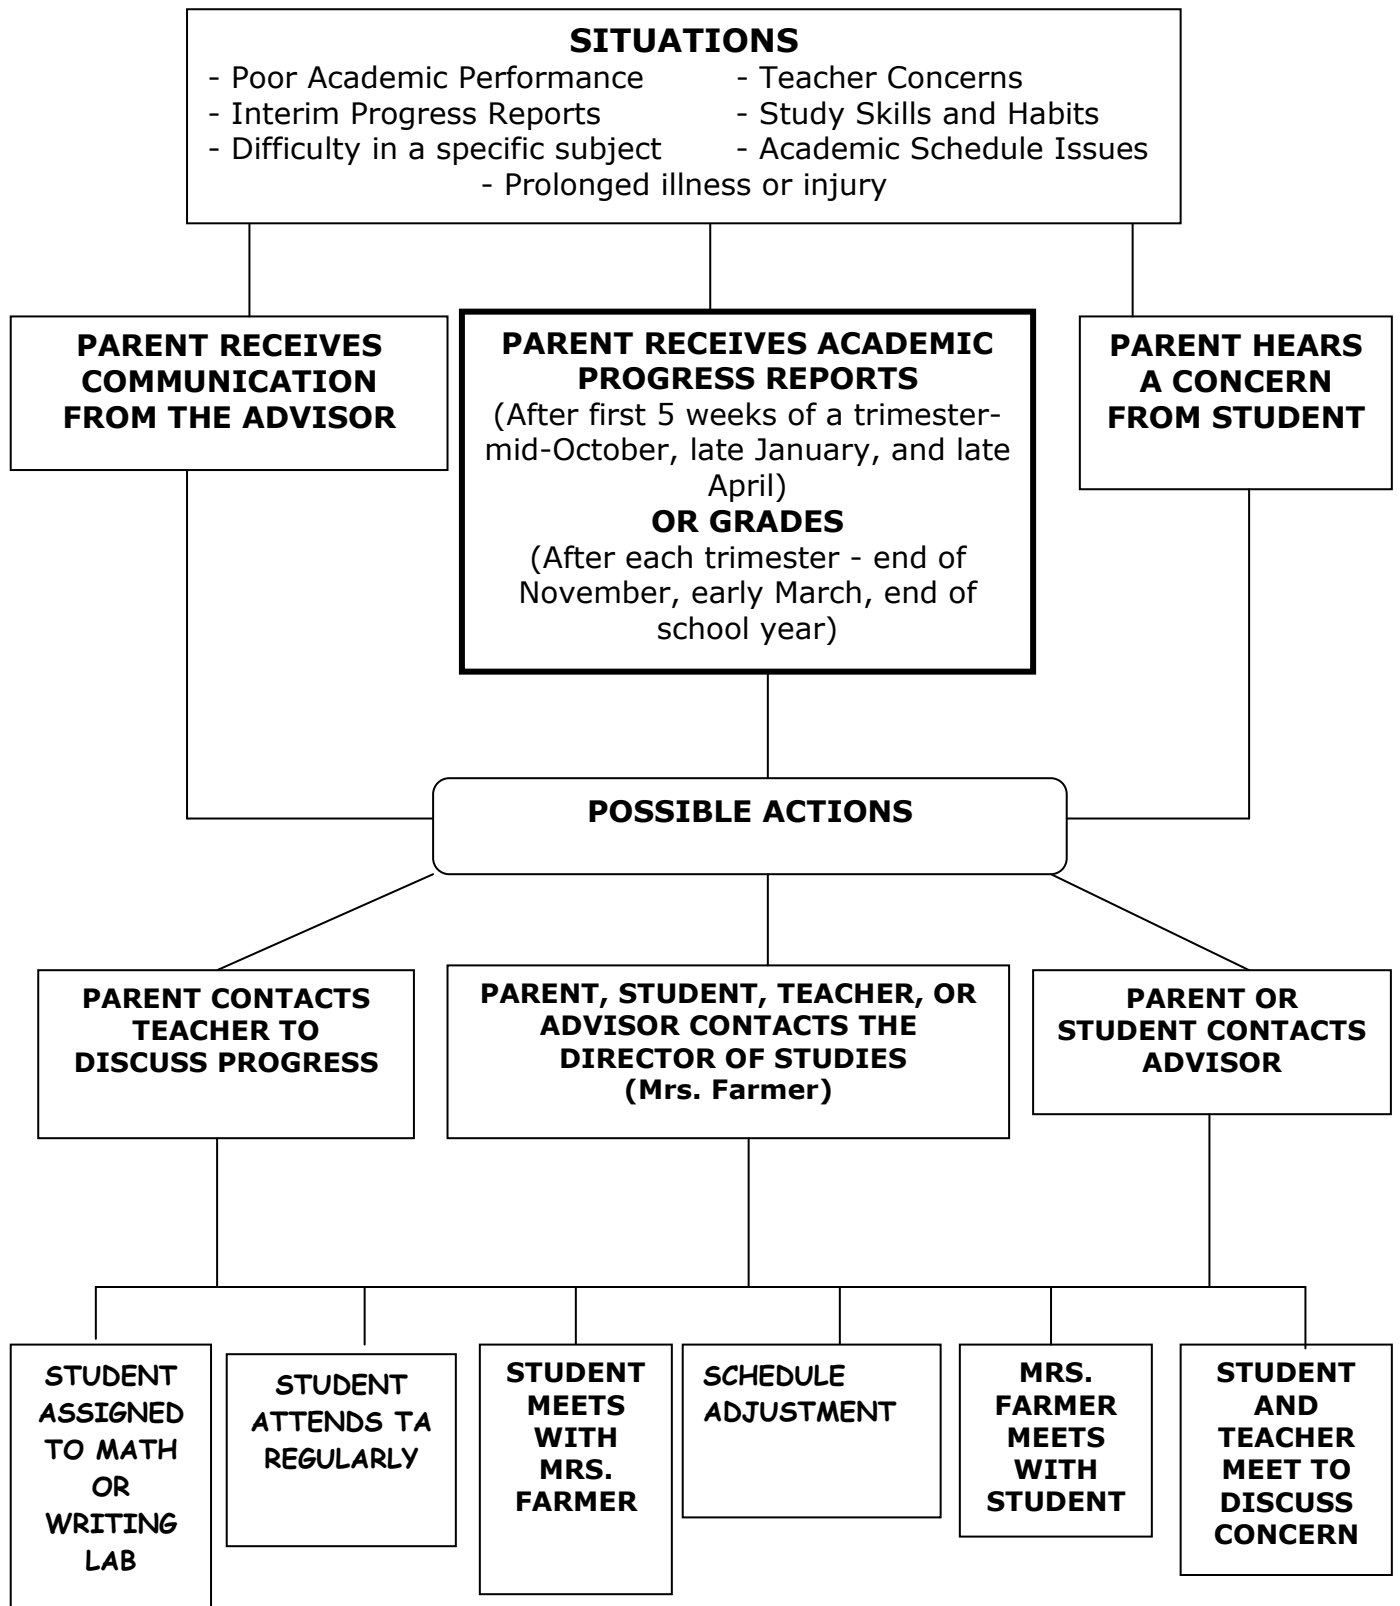 SITUATIONS
- Poor Academic Performance - Teacher Concerns
- Interim Progress Reports - Study Skills and Habits
- Difficulty in a specific subject - Academic Schedule Issues
- Prolonged illness or injury
PARENT RECEIVES
COMMUNICATION
FROM THE ADVISOR
PARENT RECEIVES ACADEMIC
PROGRESS REPORTS
(After first 5 weeks of a trimester-
mid-October, late January, and late
April)
OR GRADES
(After each trimester - end of
November, early March, end of
school year)
PARENT HEARS
A CONCERN
FROM STUDENT
POSSIBLE ACTIONS
PARENT CONTACTS
TEACHER TO
DISCUSS PROGRESS
PARENT, STUDENT, TEACHER, OR
ADVISOR CONTACTS THE
DIRECTOR OF STUDIES
(Mrs. Farmer)
PARENT OR
STUDENT CONTACTS
ADVISOR
STUDENT
ASSIGNED
TO MATH
OR
WRITING
LAB
STUDENT
ATTENDS TA
REGULARLY
STUDENT
MEETS
WITH
MRS.
FARMER
SCHEDULE
ADJUSTMENT
MRS.
FARMER
MEETS
WITH
STUDENT
STUDENT
AND
TEACHER
MEET TO
DISCUSS
CONCERN